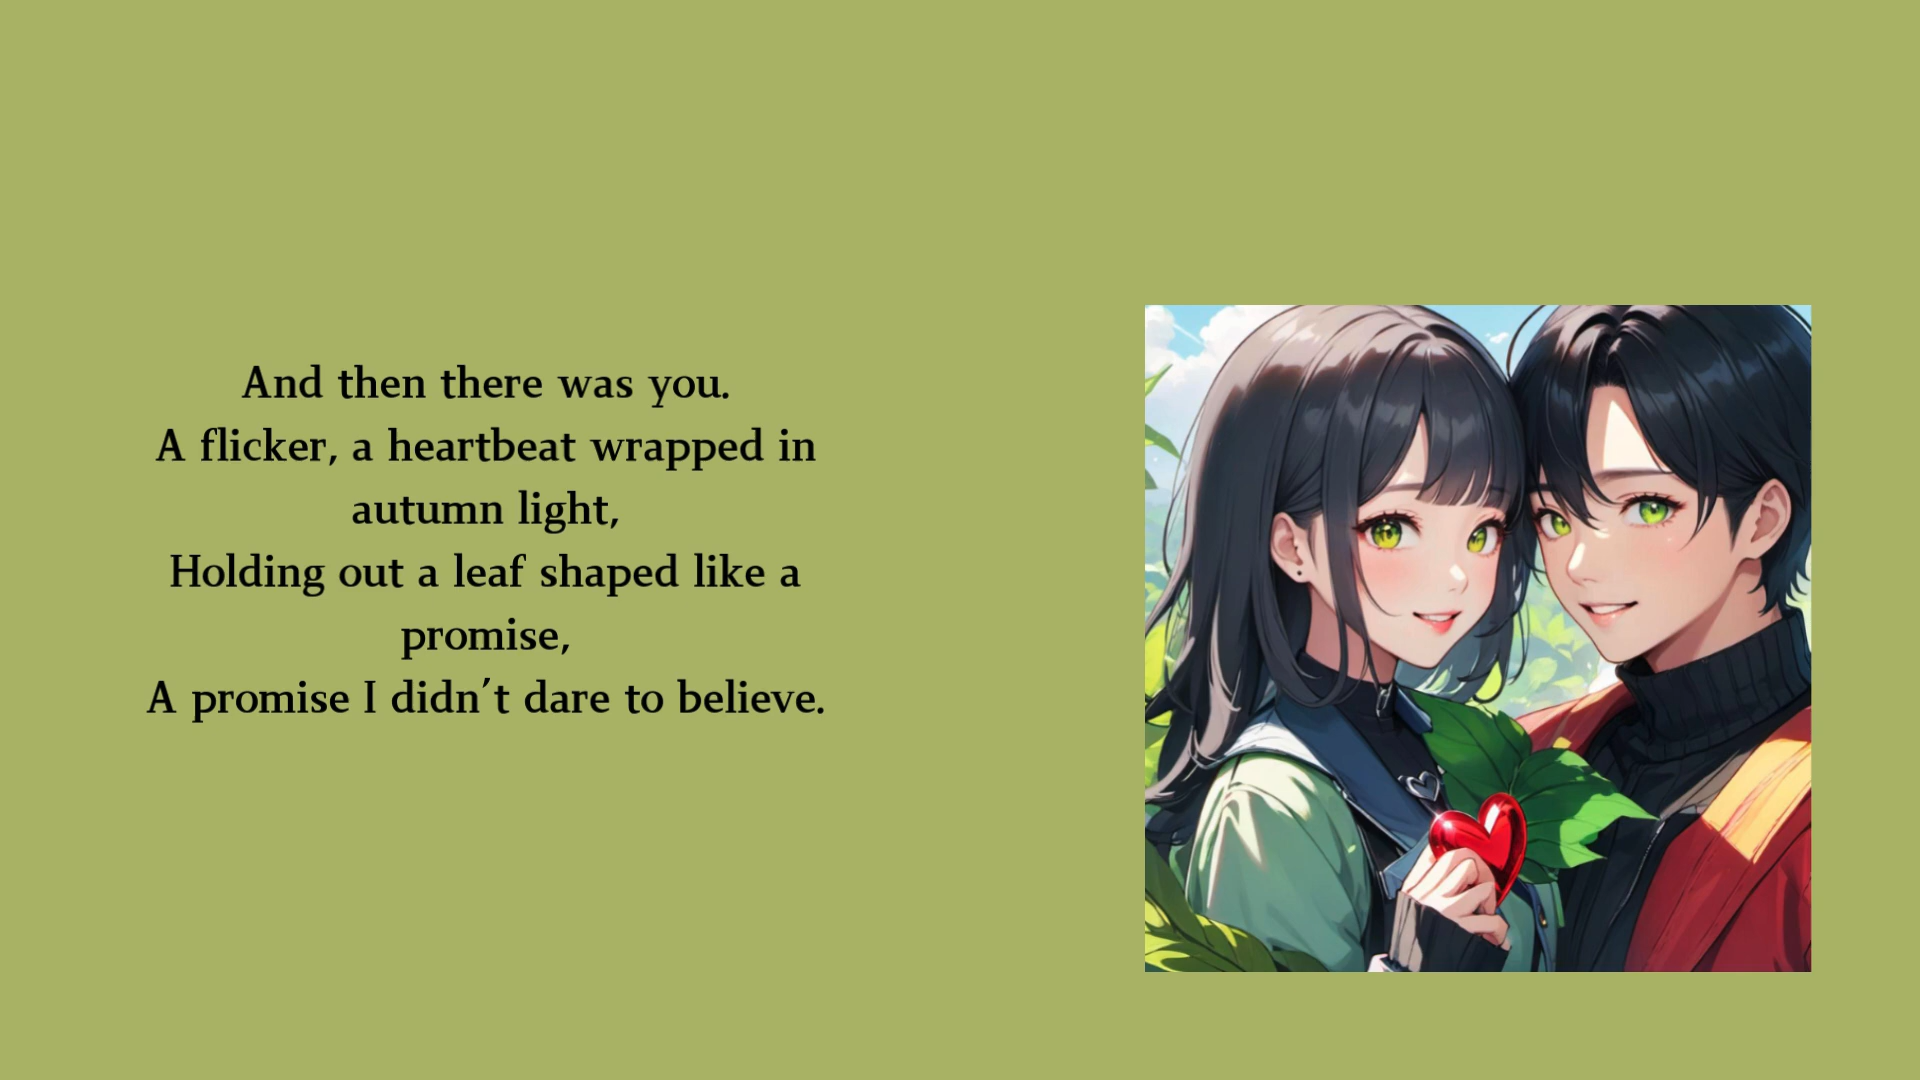 And then there was you.
A flicker, a heartbeat wrapped in
autumn light,
Holding out a leaf shaped like a
promise,
A promise I didn't dare to believe.